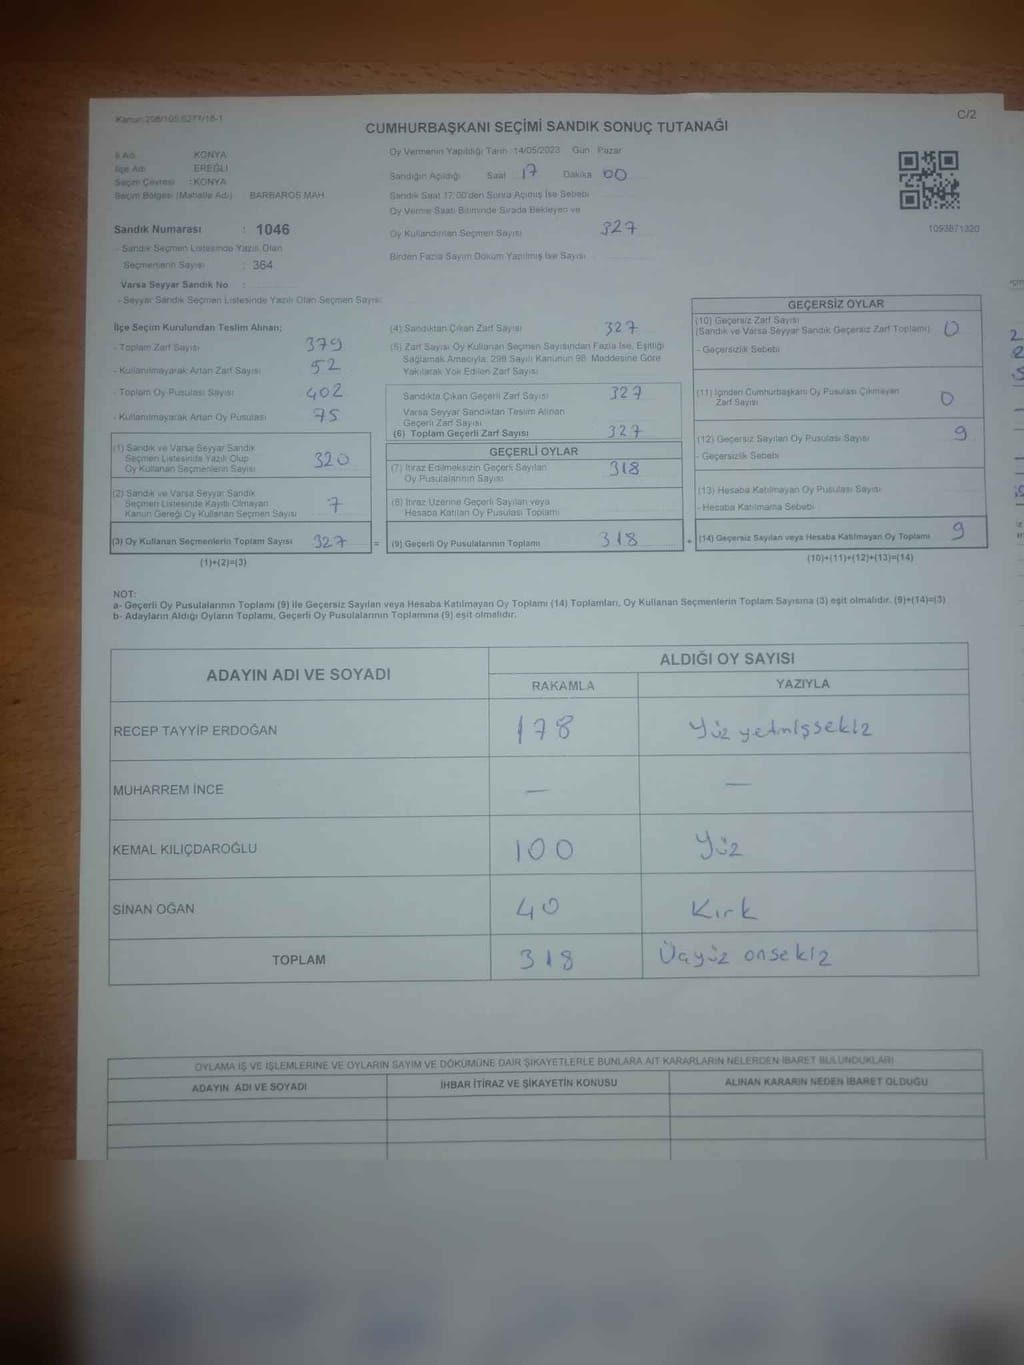 Kanun:298/105,6271/16-1
C/2
CUMHURBAŞKANI SEÇİMİ SANDIK SONUÇ TUTANAĞI
İl Adı KONYA
İlçe Adı EREĞLİ
Seçim Çevresi : KONYA
Seçim Bölgesi (Mahalle Adı) BARBAROS MAH.
Sandık Numarası : 1046
- Sandık Seçmen Listesinde Yazılı Olan
Seçmenlerin Sayısı : 364
Varsa Seyyar Sandık No :
- Seyyar Sandık Seçmen Listesinde Yazılı Olan Seçmen Sayısı
Oy Vermenin Yapıldığı Tarih :14/05/2023 Gün Pazar
Sandığın Açıldığı Saat 17 Dakika 00
Sandık Saat 17:00'den Sonra Açılmış İse Sebebi
Oy Verme Saati Bitiminde Sırada Bekleyen ve
Oy Kullandırılan Seçmen Sayısı 327
Birden Fazla Sayım Döküm Yapılmış İse Sayısı
1093871320
İlçe Seçim Kurulundan Teslim Alınan;
- Toplam Zarf Sayısı 379
- Kullanılmayarak Artan Zarf Sayısı 52
- Toplam Oy Pusulası Sayısı 402
- Kullanılmayarak Artan Oy Pusulası 75
(1) Sandık ve Varsa Seyyar Sandık
Seçmen Listesinde Yazılı Olup
Oy Kullanan Seçmenlerin Sayısı 320
(2) Sandık ve Varsa Seyyar Sandık
Seçmen Listesinde Kayıtlı Olmayan
Kanun Gereği Oy Kullanan Seçmen Sayısı 7
(3) Oy Kullanan Seçmenlerin Toplam Sayısı 327 =
(1)+(2)=(3)
(4) Sandıktan Çıkan Zarf Sayısı 327
(5) Zarf Sayısı Oy Kullanan Seçmen Sayısından Fazla İse, Eşitliği
Sağlamak Amacıyla, 298 Sayılı Kanunun 98. Maddesine Göre
Yakılarak Yok Edilen Zarf Sayısı
Sandıkta Çıkan Geçerli Zarf Sayısı 327
Varsa Seyyar Sandıktan Teslim Alınan
Geçerli Zarf Sayısı
(6) Toplam Geçerli Zarf Sayısı 327
GEÇERLİ OYLAR
(7) İtiraz Edilmeksizin Geçerli Sayılan
Oy Pusulalarının Sayısı 318
(8) İtiraz Üzerine Geçerli Sayılan veya
Hesaba Katılan Oy Pusulası Toplamı
(9) Geçerli Oy Pusulalarının Toplamı 318 +
GEÇERSİZ OYLAR
(10) Geçersiz Zarf Sayısı
(Sandık ve Varsa Seyyar Sandık Geçersiz Zarf Toplamı) 0
- Geçersizlik Sebebi
(11) İçinden Cumhurbaşkanı Oy Pusulası Çıkmayan
Zarf Sayısı 0
(12) Geçersiz Sayılan Oy Pusulası Sayısı 9
- Geçersizlik Sebebi
(13) Hesaba Katılmayan Oy Pusulası Sayısı
- Hesaba Katılmama Sebebi
(14) Geçersiz Sayılan veya Hesaba Katılmayan Oy Toplamı 9
(10)+(11)+(12)+(13)=(14)
NOT:
a- Geçerli Oy Pusulalarının Toplamı (9) ile Geçersiz Sayılan veya Hesaba Katılmayan Oy Toplamı (14) Toplamları, Oy Kullanan Seçmenlerin Toplam Sayısına (3) eşit olmalıdır. (9)+(14)=(3)
b- Adayların Aldığı Oyların Toplamı, Geçerli Oy Pusulalarının Toplamına (9) eşit olmalıdır.
ADAYIN ADI VE SOYADI ALDIĞI OY SAYISI
RAKAMLA YAZIYLA
RECEP TAYYİP ERDOĞAN 178 Yüz yetmişsekiz
MUHARREM İNCE — —
KEMAL KILIÇDAROĞLU 100 Yüz
SİNAN OĞAN 40 Kırk
TOPLAM 318 Üçyüz onsekiz
OYLAMA İŞ VE İŞLEMLERİNE VE OYLARIN SAYIM VE DÖKÜMÜNE DAİR ŞİKAYETLERLE BUNLARA AİT KARARLARIN NELERDEN İBARET BULUNDUKLARI
ADAYIN ADI VE SOYADI İHBAR İTİRAZ VE ŞİKAYETİN KONUSU ALINAN KARARIN NEDEN İBARET OLDUĞU